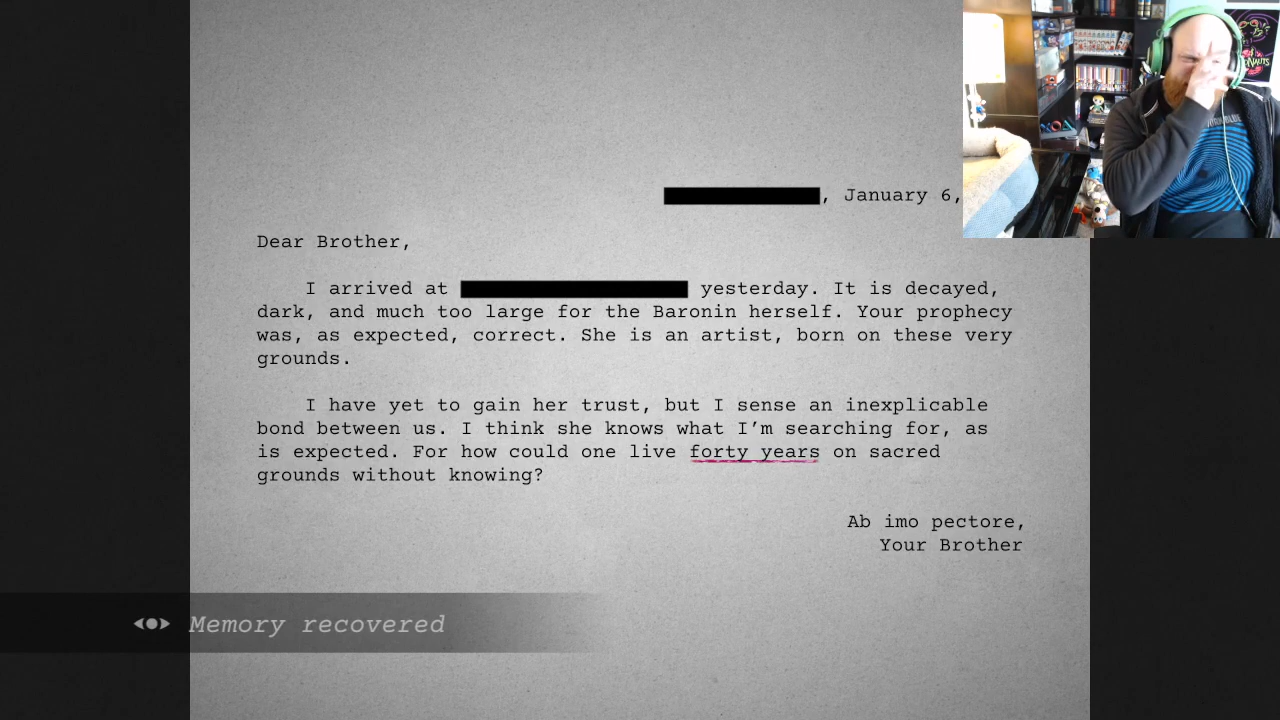 , January 6,
Dear Brother,
I arrived at yesterday. It is decayed,
dark, and much too large for the Baronin herself. Your prophecy
was, as expected, correct. She is an artist, born on these very
grounds.
I have yet to gain her trust, but I sense an inexplicable
bond between us. I think she knows what I’m searching for, as
is expected. For how could one live forty years on sacred
grounds without knowing?
Ab imo pectore,
Your Brother
Memory recovered